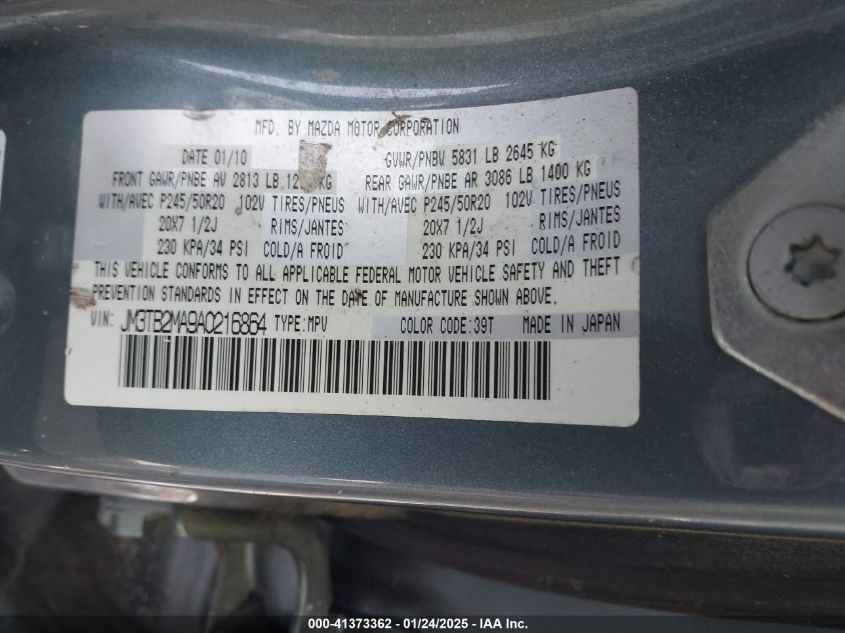 MFD. BY MAZDA MOTOR CORPORATION
DATE 01/10 GVWR/PNBV 5831 LB 2645 KG
FRONT GAWR/PNBE AV 2813 LB KG REAR GAWR/PNBE AR 3086 LB 1400 KG
WITH/AVEC P245/50R20 102V TIRES/PNEUS WITH/AVEC P245/50R20 102V TIRES/PNEUS
20X7 1/2J RIMS/JANTES 20X7 1/2J RIMS/JANTES
230 KPA/34 PSI COLD/A FROID 230 KPA/34 PSI COLD/A FROID
THIS VEHICLE CONFORMS TO ALL APPLICABLE FEDERAL MOTOR VEHICLE SAFETY AND THEFT
PREVENTION STANDARDS IN EFFECT ON THE DATE OF MANUFACTURE SHOWN ABOVE.
VIN: JM3TB2MA9A0216864 TYPE:MPV COLOR CODE:39T MADE IN JAPAN
000-41373362 - 01/24/2025 - IAA Inc.